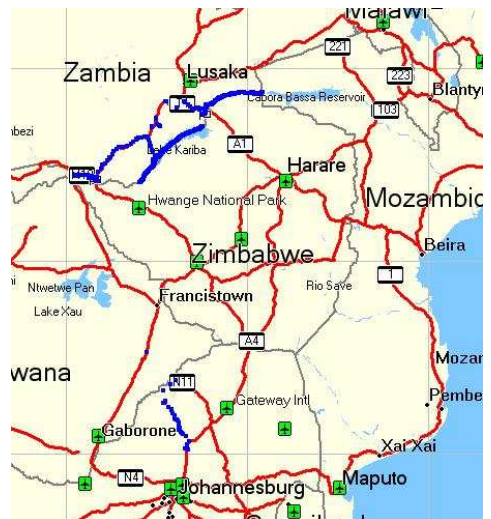 Malawi
221
Zambia
Lusaka
223
Cabora Bassa Reservoir
Blanty
103
mbezi
Lake Kariba
A1
Harare
Hwange National Park
Mozambic
Zimbabwe
Beira
1
Ntwetwe Pan
Rio Save
Francistown
Lake Xau
A4
Mozar
wana
N11
Gateway Intl
Pembe
Gaborone
Xai Xai
N4
Maputo
Johannesburg